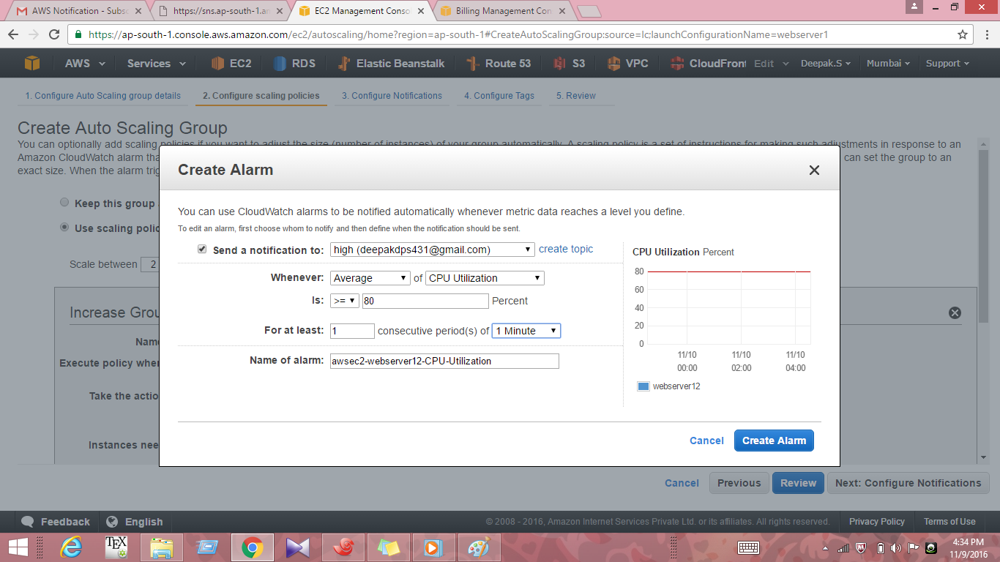 AWS Notification - Subsc
https://sns.ap-south-1.am
EC2 Management Conso
Billing Management Con
https://ap-south-1.console.aws.amazon.com/ec2/autoscaling/home?region=ap-south-1#CreateAutoScalingGroup:source=lc;launchConfigurationName=webserver1
AWS Services EC2 RDS Elastic Beanstalk Route 53 S3 VPC CloudFront Edit Deepak.S Mumbai Support
1. Configure Auto Scaling group details 2. Configure scaling policies 3. Configure Notifications 4. Configure Tags 5. Review
Create Auto Scaling Group
You can optionally add scaling policies if you want to adjust the size (number of instances) of your group automatically. A scaling policy is a set of instructions for making such adjustments in response to an
Amazon CloudWatch alarm tha can set the group to an
exact size. When the alarm trig
Keep this group
Use scaling polic
Scale between 2
Increase Grou
Name
Execute policy when
Take the actio
Instances nee
Create Alarm
You can use CloudWatch alarms to be notified automatically whenever metric data reaches a level you define.
To edit an alarm, first choose whom to notify and then define when the notification should be sent.
Send a notification to: high (deepakdps431@gmail.com) create topic
Whenever: Average of CPU Utilization
Is: >= 80 Percent
For at least: 1 consecutive period(s) of 1 Minute
Name of alarm: awsec2-webserver12-CPU-Utilization
CPU Utilization Percent
80
60
40
20
0
11/10 11/10 11/10
00:00 02:00 04:00
webserver12
Cancel Create Alarm
Cancel Previous Review Next: Configure Notifications
Feedback English © 2008 - 2016, Amazon Internet Services Private Ltd. or its affiliates. All rights reserved. Privacy Policy Terms of Use
TEX
4:34 PM
11/9/2016